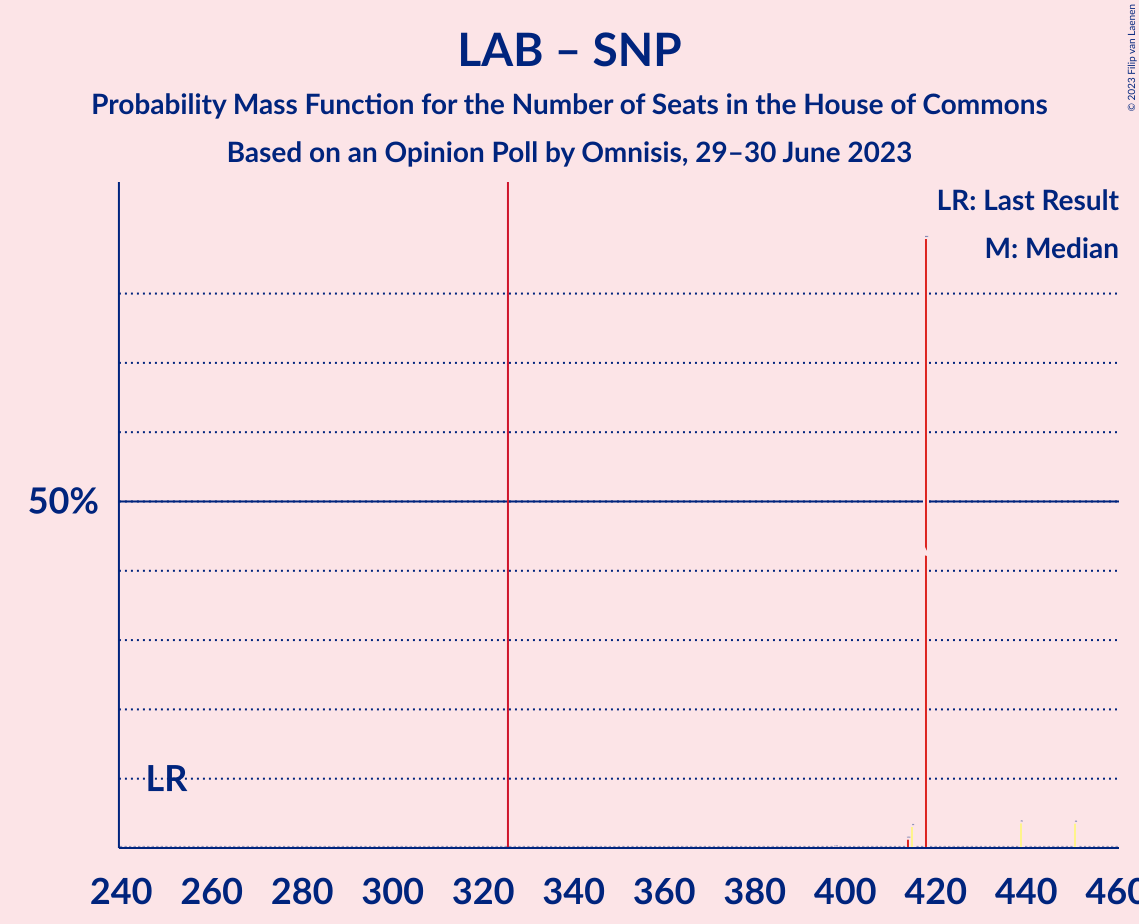 LAB – SNP
Probability Mass Function for the Number of Seats in the House of Commons
Based on an Opinion Poll by Omnisis, 29–30 June 2023
© 2023 Filip van Laenen
LR: Last Result
M: Median
50%
LR
240 260 280 300 320 340 360 380 400 420 440 460